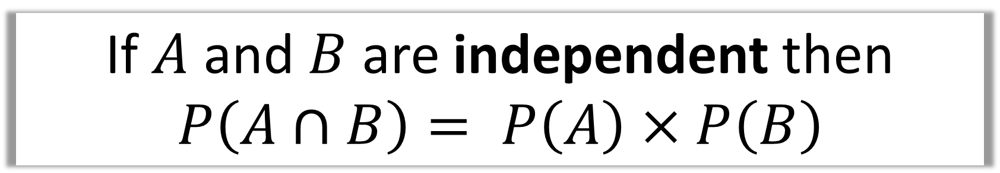 If A and B are independent then
P(A ∩ B) = P(A) × P(B)